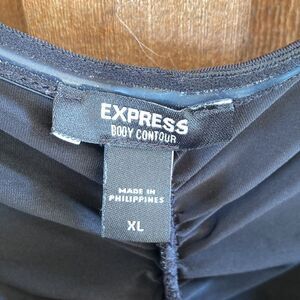 EXPRESS
BODY CONTOUR
MADE IN
PHILIPPINES
XL